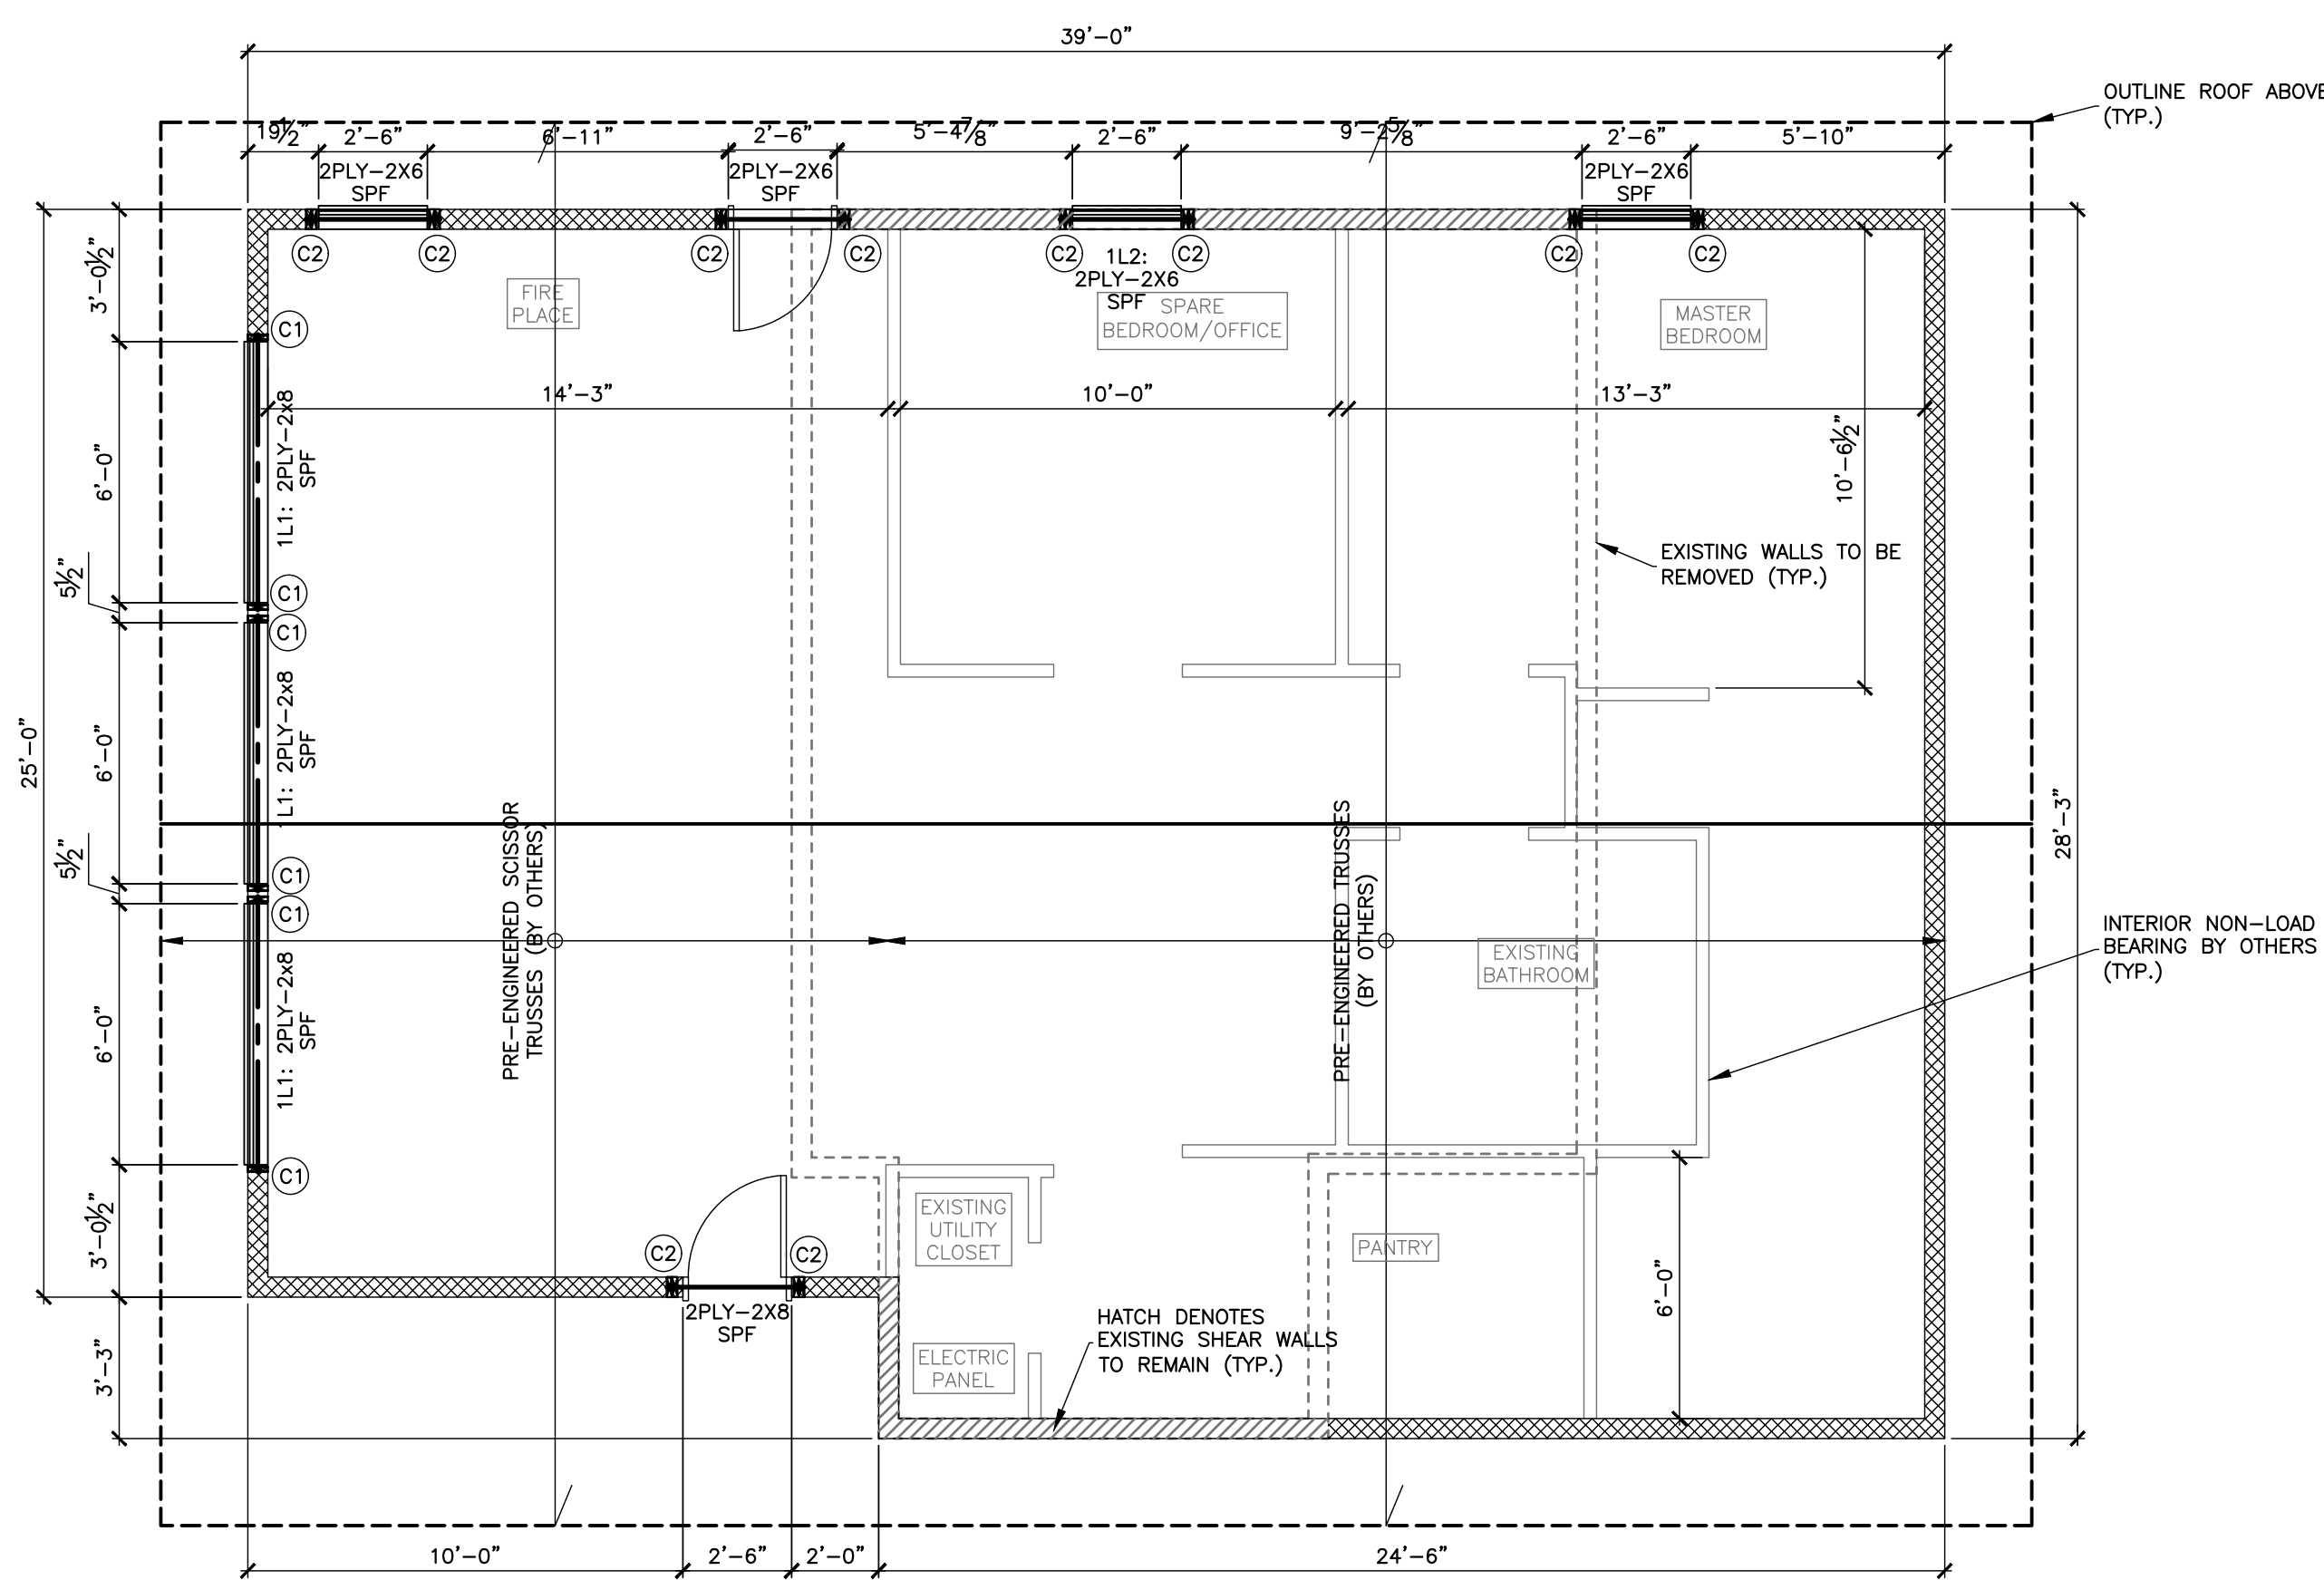 39'-0"
OUTLINE ROOF ABOVE
(TYP.)
19½" 2'-6" 6'-11" 2'-6" 5'-4⅞" 2'-6" 9'-2⅝" 2'-6" 5'-10"
2PLY-2X6
SPF
2PLY-2X6
SPF
2PLY-2X6
SPF
C2 C2 C2 C2 C2 C2 C2 C2
1L2:
2PLY-2X6
SPF
3'-0½"
FIRE
PLACE
SPARE
BEDROOM/OFFICE
MASTER
BEDROOM
C1
14'-3" 10'-0" 13'-3"
6'-0"
1L1: 2PLY-2x8
SPF
10'-6½"
EXISTING WALLS TO BE
REMOVED (TYP.)
5½"
C1
C1
25'-0"
6'-0"
L1: 2PLY-2x8
SPF
28'-3"
5½"
C1
C1
PRE-ENGINEERED SCISSOR
TRUSSES (BY OTHERS)
PRE-ENGINEERED TRUSSES
(BY OTHERS)
EXISTING
BATHROOM
INTERIOR NON-LOAD
BEARING BY OTHERS
(TYP.)
6'-0"
1L1: 2PLY-2x8
SPF
C1
3'-0½"
EXISTING
UTILITY
CLOSET
PANTRY
6'-0"
C2 C2
2PLY-2X8
SPF
HATCH DENOTES
EXISTING SHEAR WALLS
TO REMAIN (TYP.)
3'-3"
ELECTRIC
PANEL
10'-0" 2'-6" 2'-0" 24'-6"